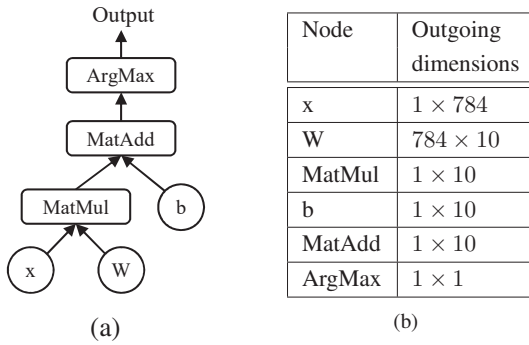 Output
ArgMax
MatAdd
MatMul
b
x
W
(a)
Node Outgoing
dimensions
x 1 × 784
W 784 × 10
MatMul 1 × 10
b 1 × 10
MatAdd 1 × 10
ArgMax 1 × 1
(b)